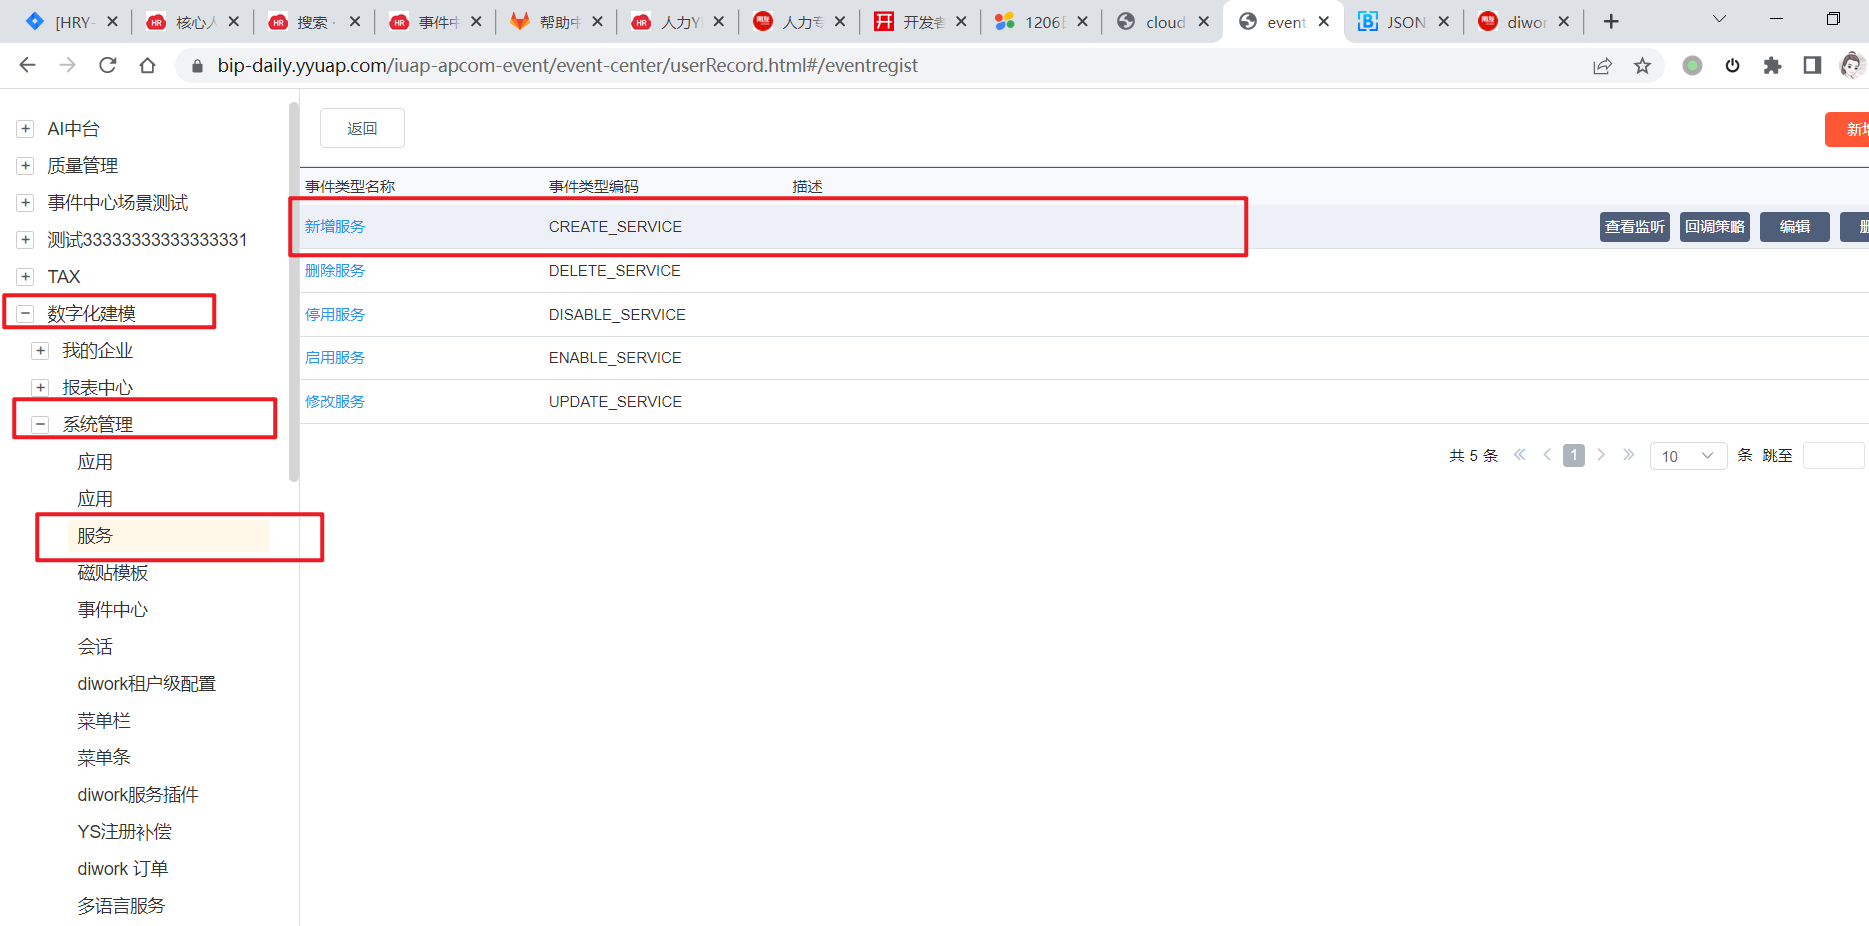 [HRY-
核心人
搜索 ·
事件中
帮助中
人力Y
人力专
开发者
1206日
cloud
event
JSON
diwor
bip-daily.yyuap.com/iuap-apcom-event/event-center/userRecord.html#/eventregist
AI中台
质量管理
事件中心场景测试
测试33333333333333331
TAX
数字化建模
我的企业
报表中心
系统管理
应用
应用
服务
磁贴模板
事件中心
会话
diwork租户级配置
菜单栏
菜单条
diwork服务插件
YS注册补偿
diwork 订单
多语言服务
返回
新增
事件类型名称 事件类型编码 描述
新增服务 CREATE_SERVICE 查看监听 回调策略 编辑 删
删除服务 DELETE_SERVICE
停用服务 DISABLE_SERVICE
启用服务 ENABLE_SERVICE
修改服务 UPDATE_SERVICE
共 5 条 1 10 条 跳至